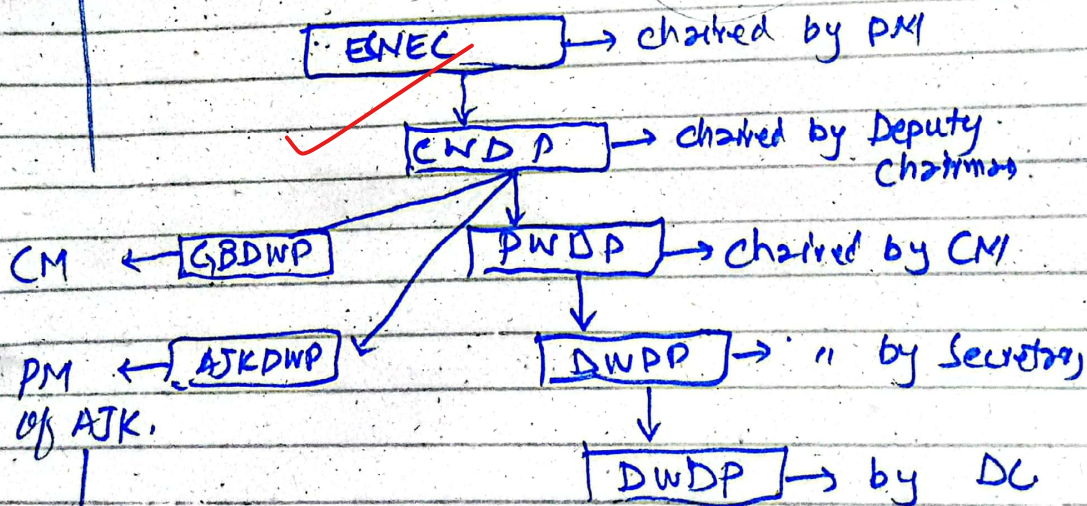 ECNEC → chaired by PM
CWDP → chaired by Deputy
chairman
CM ← GBDWP
PWDP → chaired by CM
PM ← AJKDWP
of AJK.
DWDP → " by Secretary
DWDP → by DC